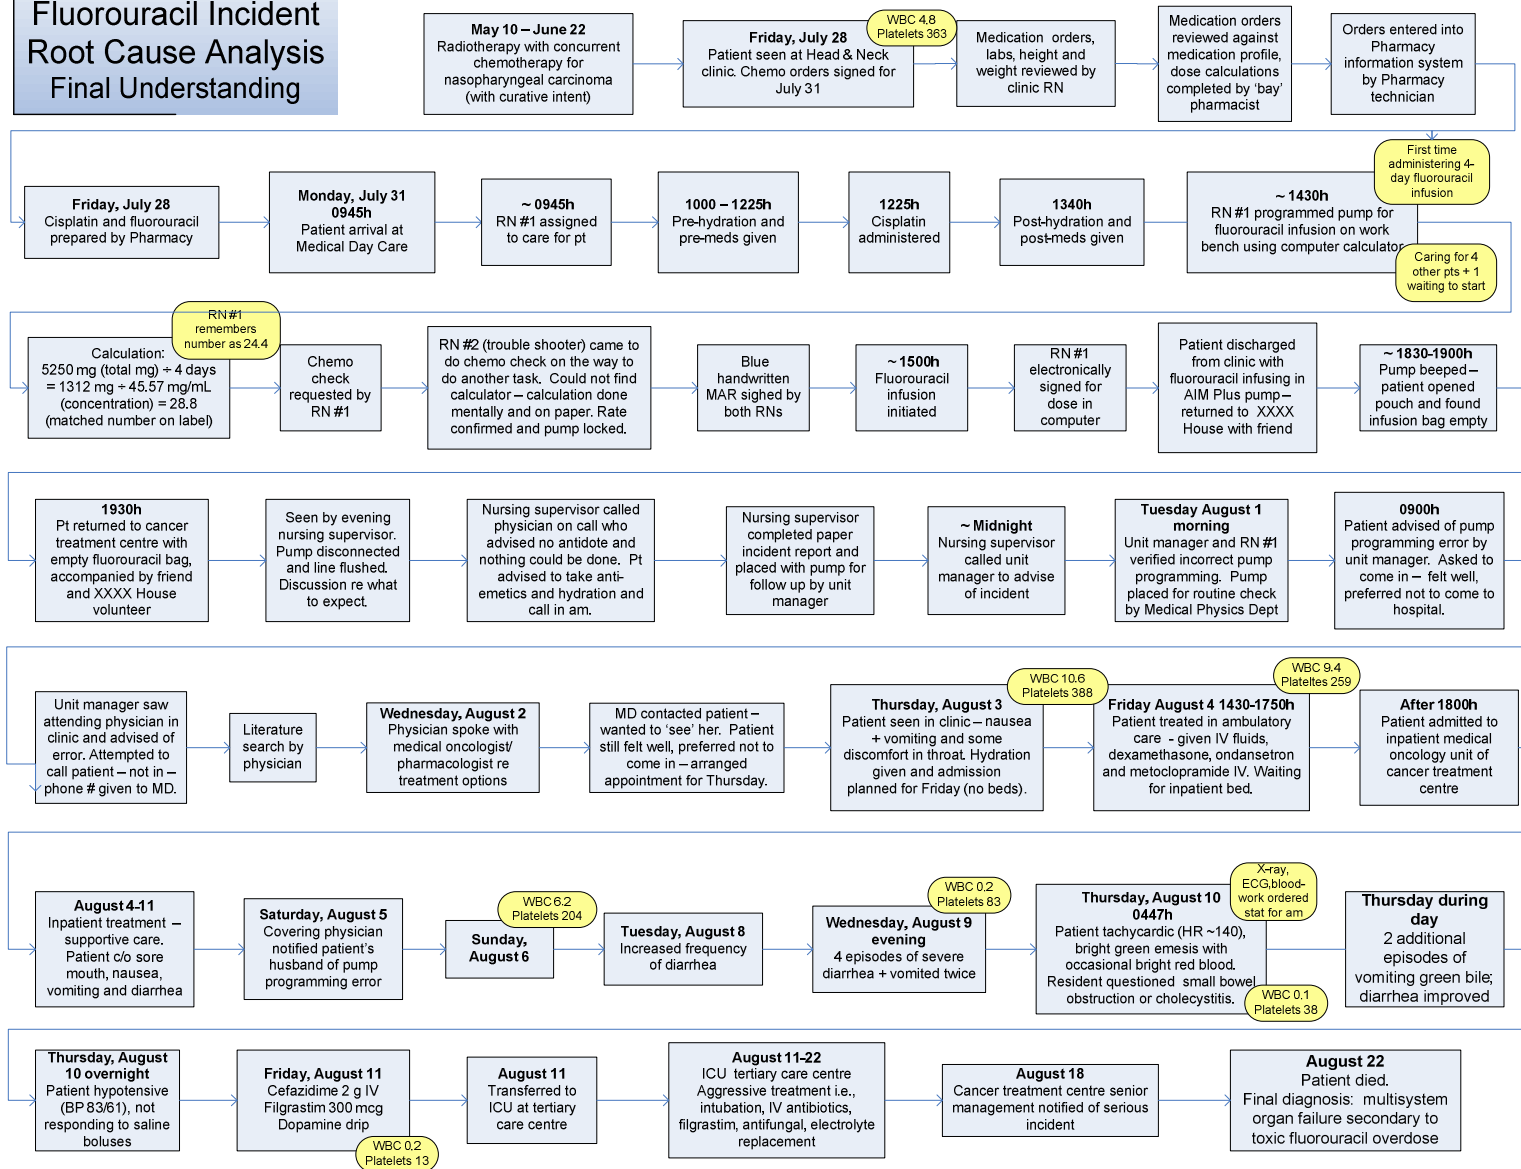 Fluorouracil Incident
Root Cause Analysis
Final Understanding
May 10 – June 22
Radiotherapy with concurrent
chemotherapy for
nasopharyngeal carcinoma
(with curative intent)
WBC 4.8
Platelets 363
Friday, July 28
Patient seen at Head & Neck
clinic. Chemo orders signed for
July 31
Medication orders,
labs, height and
weight reviewed by
clinic RN
Medication orders
reviewed against
medication profile,
dose calculations
completed by ‘bay’
pharmacist
Orders entered into
Pharmacy
information system
by Pharmacy
technician
Friday, July 28
Cisplatin and fluorouracil
prepared by Pharmacy
Monday, July 31
0945h
Patient arrival at
Medical Day Care
~ 0945h
RN #1 assigned
to care for pt
1000 – 1225h
Pre-hydration and
pre-meds given
1225h
Cisplatin
administered
1340h
Post-hydration and
post-meds given
First time
administering 4-
day fluorouracil
infusion
~ 1430h
RN #1 programmed pump for
fluorouracil infusion on work
bench using computer calculator
Caring for 4
other pts + 1
waiting to start
RN #1
remembers
number as 24.4
Calculation:
5250 mg (total mg) ÷ 4 days
= 1312 mg ÷ 45.57 mg/mL
(concentration) = 28.8
(matched number on label)
Chemo
check
requested by
RN #1
RN #2 (trouble shooter) came to
do chemo check on the way to
do another task. Could not find
calculator – calculation done
mentally and on paper. Rate
confirmed and pump locked.
Blue
handwritten
MAR sighed by
both RNs
~ 1500h
Fluorouracil
infusion
initiated
RN #1
electronically
signed for
dose in
computer
Patient discharged
from clinic with
fluorouracil infusing in
AIM Plus pump –
returned to XXXX
House with friend
~ 1830-1900h
Pump beeped –
patient opened
pouch and found
infusion bag empty
1930h
Pt returned to cancer
treatment centre with
empty fluorouracil bag,
accompanied by friend
and XXXX House
volunteer
Seen by evening
nursing supervisor.
Pump disconnected
and line flushed.
Discussion re what
to expect.
Nursing supervisor called
physician on call who
advised no antidote and
nothing could be done. Pt
advised to take anti-
emetics and hydration and
call in am.
Nursing supervisor
completed paper
incident report and
placed with pump for
follow up by unit
manager
~ Midnight
Nursing supervisor
called unit
manager to advise
of incident
Tuesday August 1
morning
Unit manager and RN #1
verified incorrect pump
programming. Pump
placed for routine check
by Medical Physics Dept
0900h
Patient advised of pump
programming error by
unit manager. Asked to
come in – felt well,
preferred not to come to
hospital.
Unit manager saw
attending physician in
clinic and advised of
error. Attempted to
call patient – not in –
phone # given to MD.
Literature
search by
physician
Wednesday, August 2
Physician spoke with
medical oncologist/
pharmacologist re
treatment options
MD contacted patient –
wanted to ‘see’ her. Patient
still felt well, preferred not to
come in – arranged
appointment for Thursday.
WBC 10.6
Platelets 388
Thursday, August 3
Patient seen in clinic – nausea
+ vomiting and some
discomfort in throat. Hydration
given and admission
planned for Friday (no beds).
WBC 9.4
Plateltes 259
Friday August 4 1430-1750h
Patient treated in ambulatory
care - given IV fluids,
dexamethasone, ondansetron
and metoclopramide IV. Waiting
for inpatient bed.
After 1800h
Patient admitted to
inpatient medical
oncology unit of
cancer treatment
centre
August 4-11
Inpatient treatment –
supportive care.
Patient c/o sore
mouth, nausea,
vomiting and diarrhea
Saturday, August 5
Covering physician
notified patient’s
husband of pump
programming error
WBC 6.2
Platelets 204
Sunday,
August 6
Tuesday, August 8
Increased frequency
of diarrhea
WBC 0.2
Platelets 83
Wednesday, August 9
evening
4 episodes of severe
diarrhea + vomited twice
X-ray,
ECG,blood-
work ordered
stat for am
Thursday, August 10
0447h
Patient tachycardic (HR ~140),
bright green emesis with
occasional bright red blood.
Resident questioned small bowel
obstruction or cholecystitis.
WBC 0.1
Platelets 38
Thursday during
day
2 additional
episodes of
vomiting green bile;
diarrhea improved
Thursday, August
10 overnight
Patient hypotensive
(BP 83/61), not
responding to saline
boluses
Friday, August 11
Cefazidime 2 g IV
Filgrastim 300 mcg
Dopamine drip
WBC 0.2
Platelets 13
August 11
Transferred to
ICU at tertiary
care centre
August 11-22
ICU tertiary care centre
Aggressive treatment i.e.,
intubation, IV antibiotics,
filgrastim, antifungal, electrolyte
replacement
August 18
Cancer treatment centre senior
management notified of serious
incident
August 22
Patient died.
Final diagnosis: multisystem
organ failure secondary to
toxic fluorouracil overdose